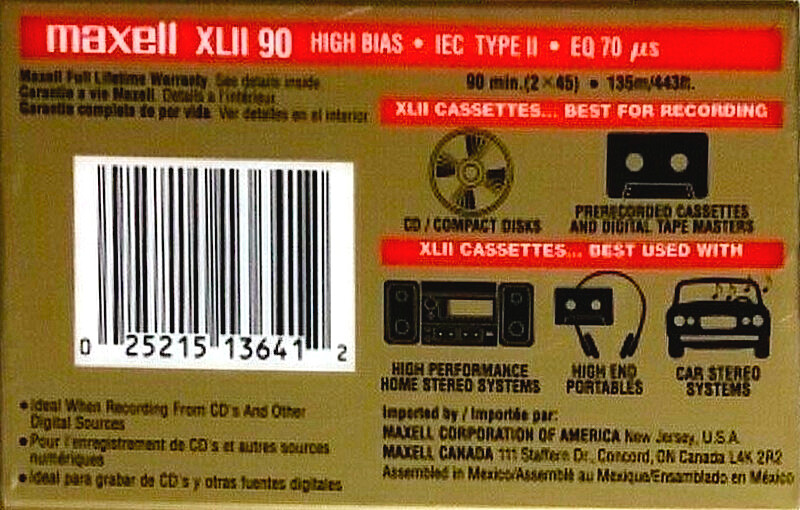 maxell XLII 90 HIGH BIAS • IEC TYPE II • EQ 70 µs
Maxell Full Lifetime Warranty. See details inside
Garantie a vie Maxell. Details a l'intérieur.
Garantia completa de por vida. Ver detalles en el interior
90 min.(2×45) • 135m/443ft.
XLII CASSETTES... BEST FOR RECORDING
CD / COMPACT DISKS
PRERECORDED CASSETTES
AND DIGITAL TAPE MASTERS
XLII CASSETTES... BEST USED WITH
HIGH PERFORMANCE
HOME STEREO SYSTEMS
HIGH END
PORTABLES
CAR STEREO
SYSTEMS
0 25215 13641 2
• Ideal When Recording From CD's And Other
Digital Sources
• Pour l'enregistrement de CD's et autres sources
numériques
• Ideal para grabar de CD's y otras fuentes digitales
Imported by / Importée par:
MAXELL CORPORATION OF AMERICA New Jersey, U.S.A.
MAXELL CANADA 111 Staffern Dr., Concord, ON Canada L4K 2R2
Assembled in Mexico/Assemblé au Mexique/Ensamblado en México